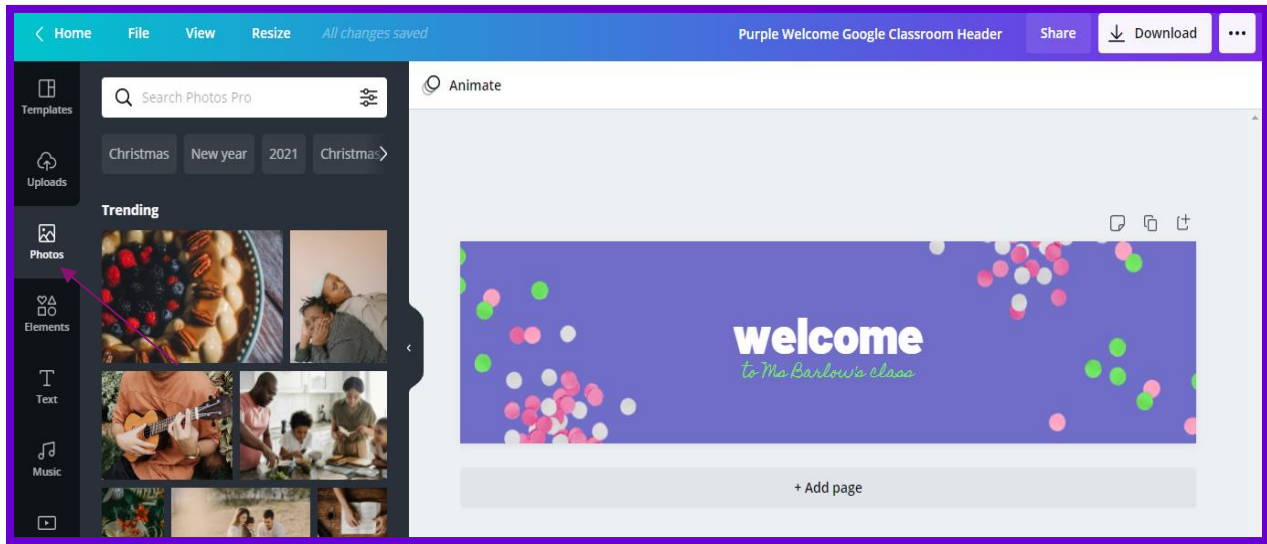 Home File View Resize All changes saved Purple Welcome Google Classroom Header Share Download
Templates
Uploads
Photos
Elements
Text
Music
Search Photos Pro
Christmas New year 2021 Christmas
Trending
Animate
welcome
to Ms Barlow's class
+ Add page